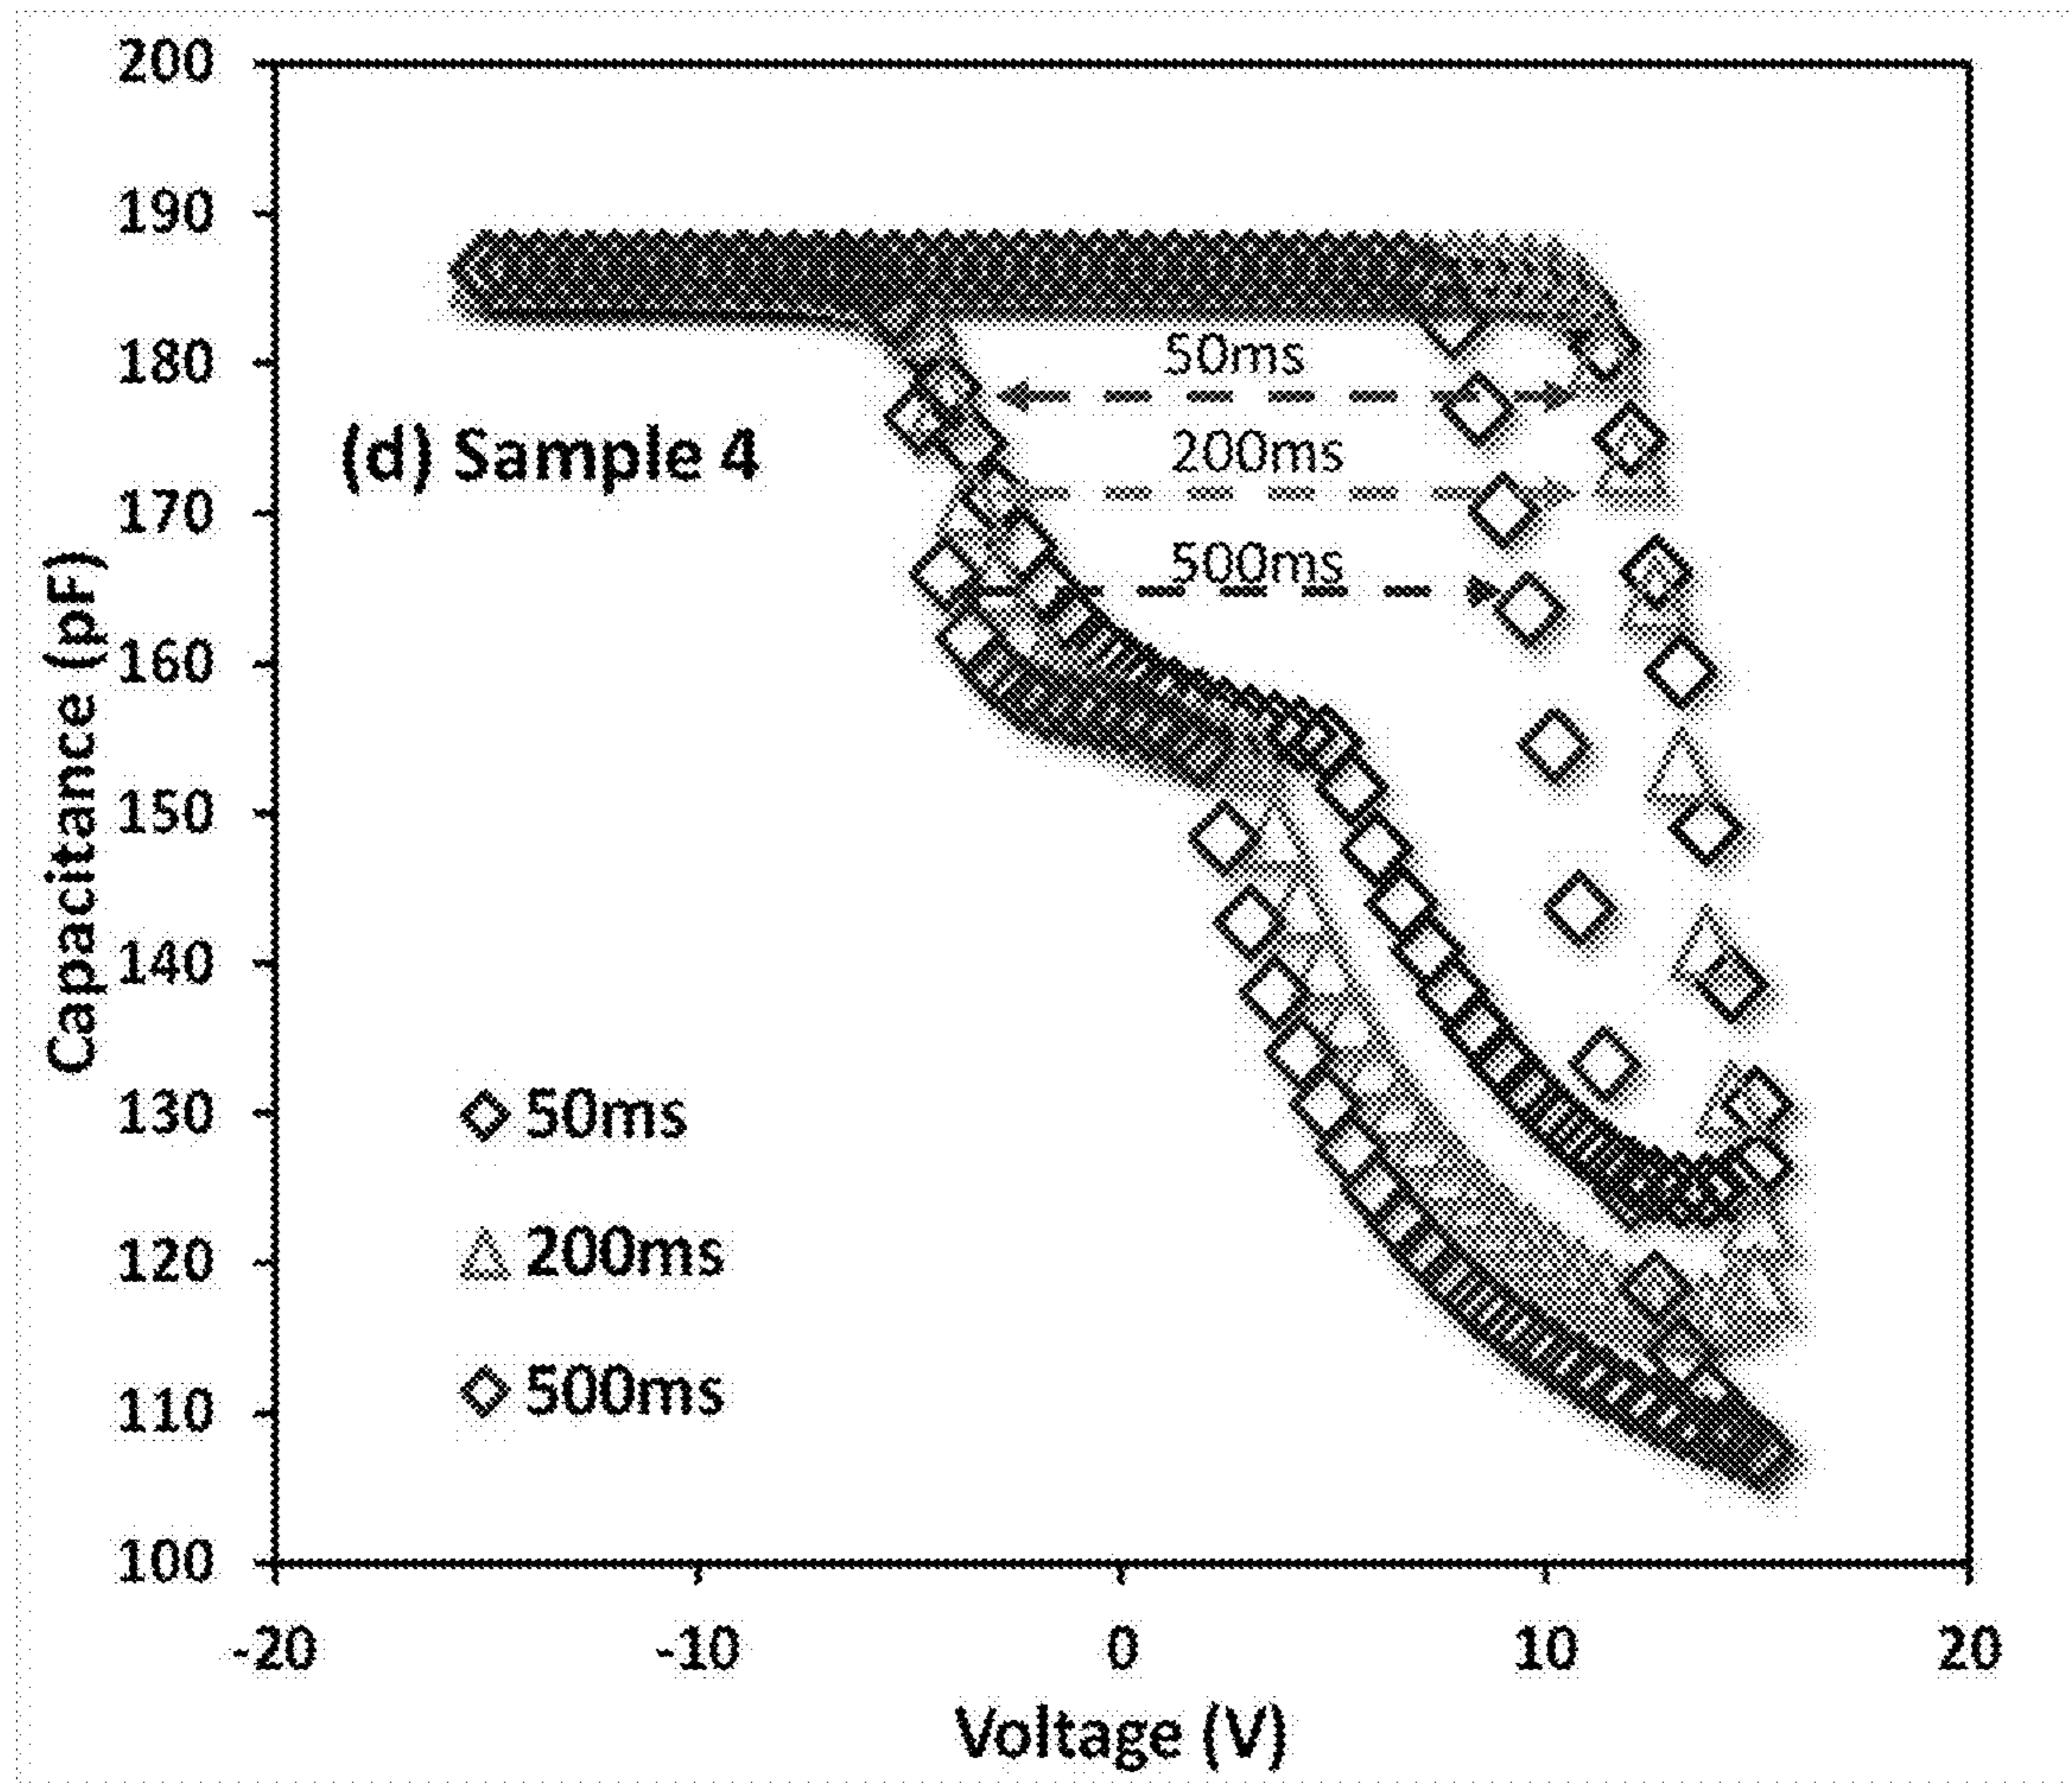 200
190
180
170
160
150
140
130
120
110
100
Capacitance (pF)
50ms
200ms
500ms
(d) Sample 4
50ms
200ms
500ms
-20 -10 0 10 20
Voltage (V)